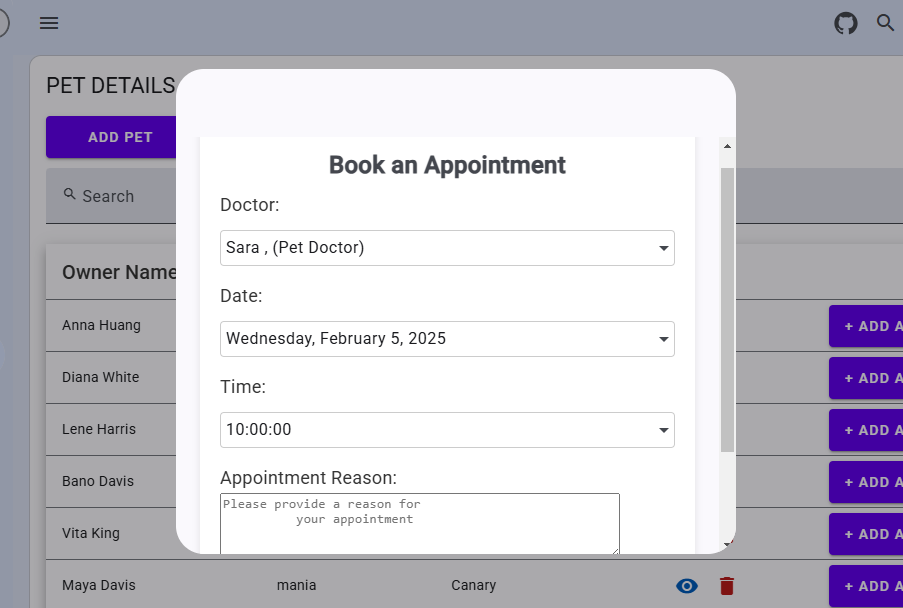 PET DETAILS
ADD PET
Search
Owner Name
Anna Huang
+ ADD A
Diana White
+ ADD A
Lene Harris
+ ADD A
Bano Davis
+ ADD A
Vita King
+ ADD A
Maya Davis mania Canary + ADD A
Book an Appointment
Doctor:
Sara , (Pet Doctor)
Date:
Wednesday, February 5, 2025
Time:
10:00:00
Appointment Reason:
Please provide a reason for
your appointment